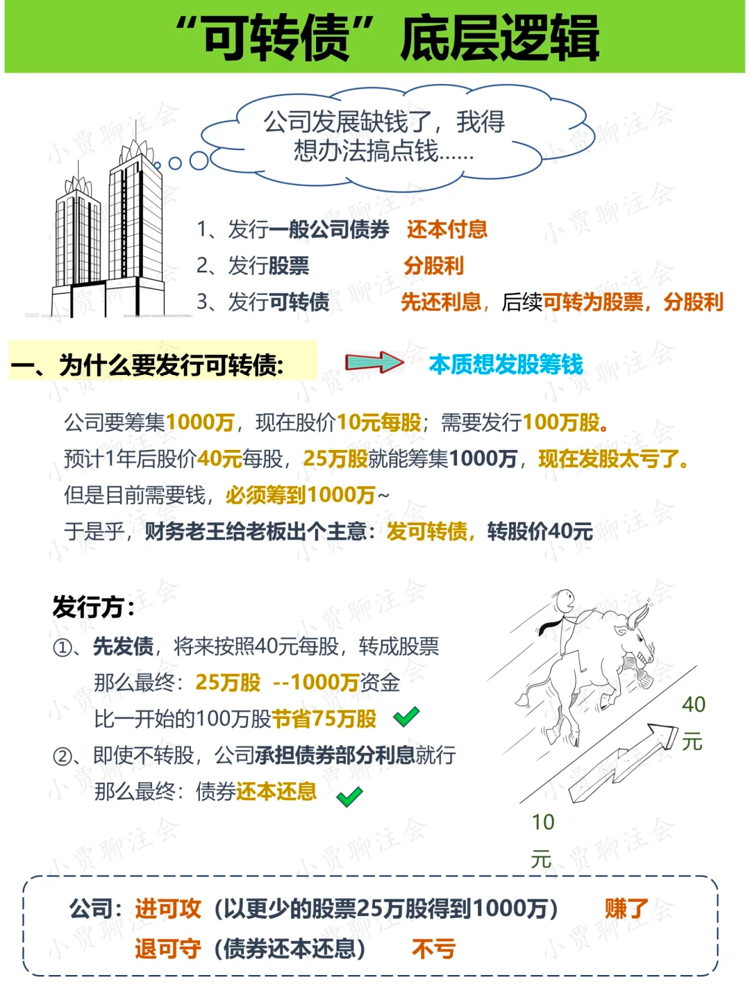 “可转债”底层逻辑
公司发展缺钱了，我得
想办法搞点钱……
1、发行一般公司债券 还本付息
2、发行股票 分股利
3、发行可转债 先还利息，后续可转为股票，分股利
一、为什么要发行可转债:
本质想发股筹钱
公司要筹集1000万，现在股价10元每股；需要发行100万股。
预计1年后股价40元每股，25万股就能筹集1000万，现在发股太亏了。
但是目前需要钱，必须筹到1000万~
于是乎，财务老王给老板出个主意：发可转债，转股价40元
发行方：
①、先发债，将来按照40元每股，转成股票
那么最终：25万股 --1000万资金
比一开始的100万股节省75万股
②、即使不转股，公司承担债券部分利息就行
那么最终：债券还本还息
40
元
10
元
公司：进可攻（以更少的股票25万股得到1000万） 赚了
退可守（债券还本还息） 不亏
小贾聊注会